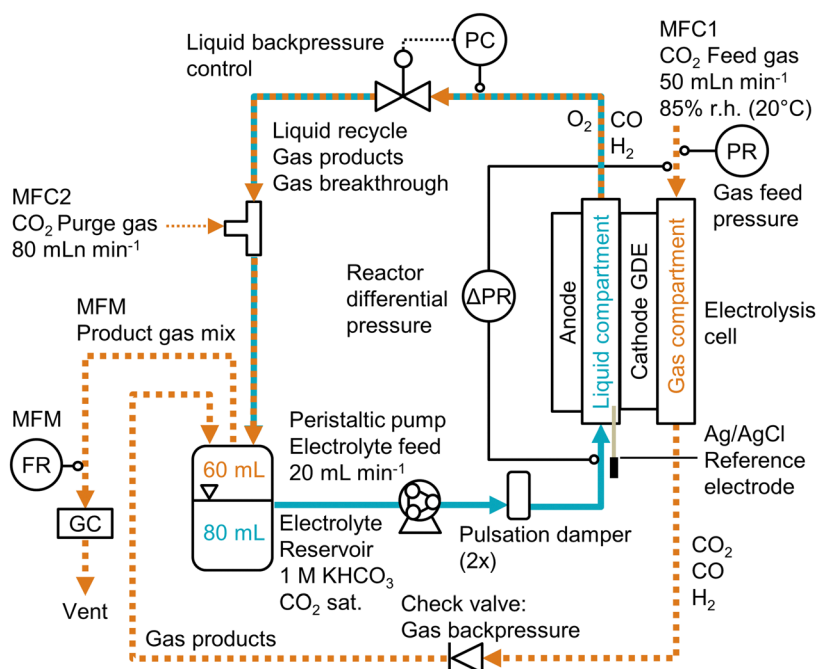 Liquid backpressure
control
PC
MFC1
CO₂ Feed gas
50 mLn min⁻¹
85% r.h. (20°C)
O₂
CO
H₂
PR
Gas feed
pressure
Liquid recycle
Gas products
Gas breakthrough
MFC2
CO₂ Purge gas
80 mLn min⁻¹
Reactor
differential
pressure
ΔPR
Anode
Liquid compartment
Cathode GDE
Gas compartment
Electrolysis
cell
MFM
Product gas mix
MFM
FR
GC
Vent
60 mL
80 mL
Peristaltic pump
Electrolyte feed
20 mL min⁻¹
Electrolyte
Reservoir
1 M KHCO₃
CO₂ sat.
Pulsation damper
(2x)
Ag/AgCl
Reference
electrode
CO₂
CO
H₂
Check valve:
Gas backpressure
Gas products